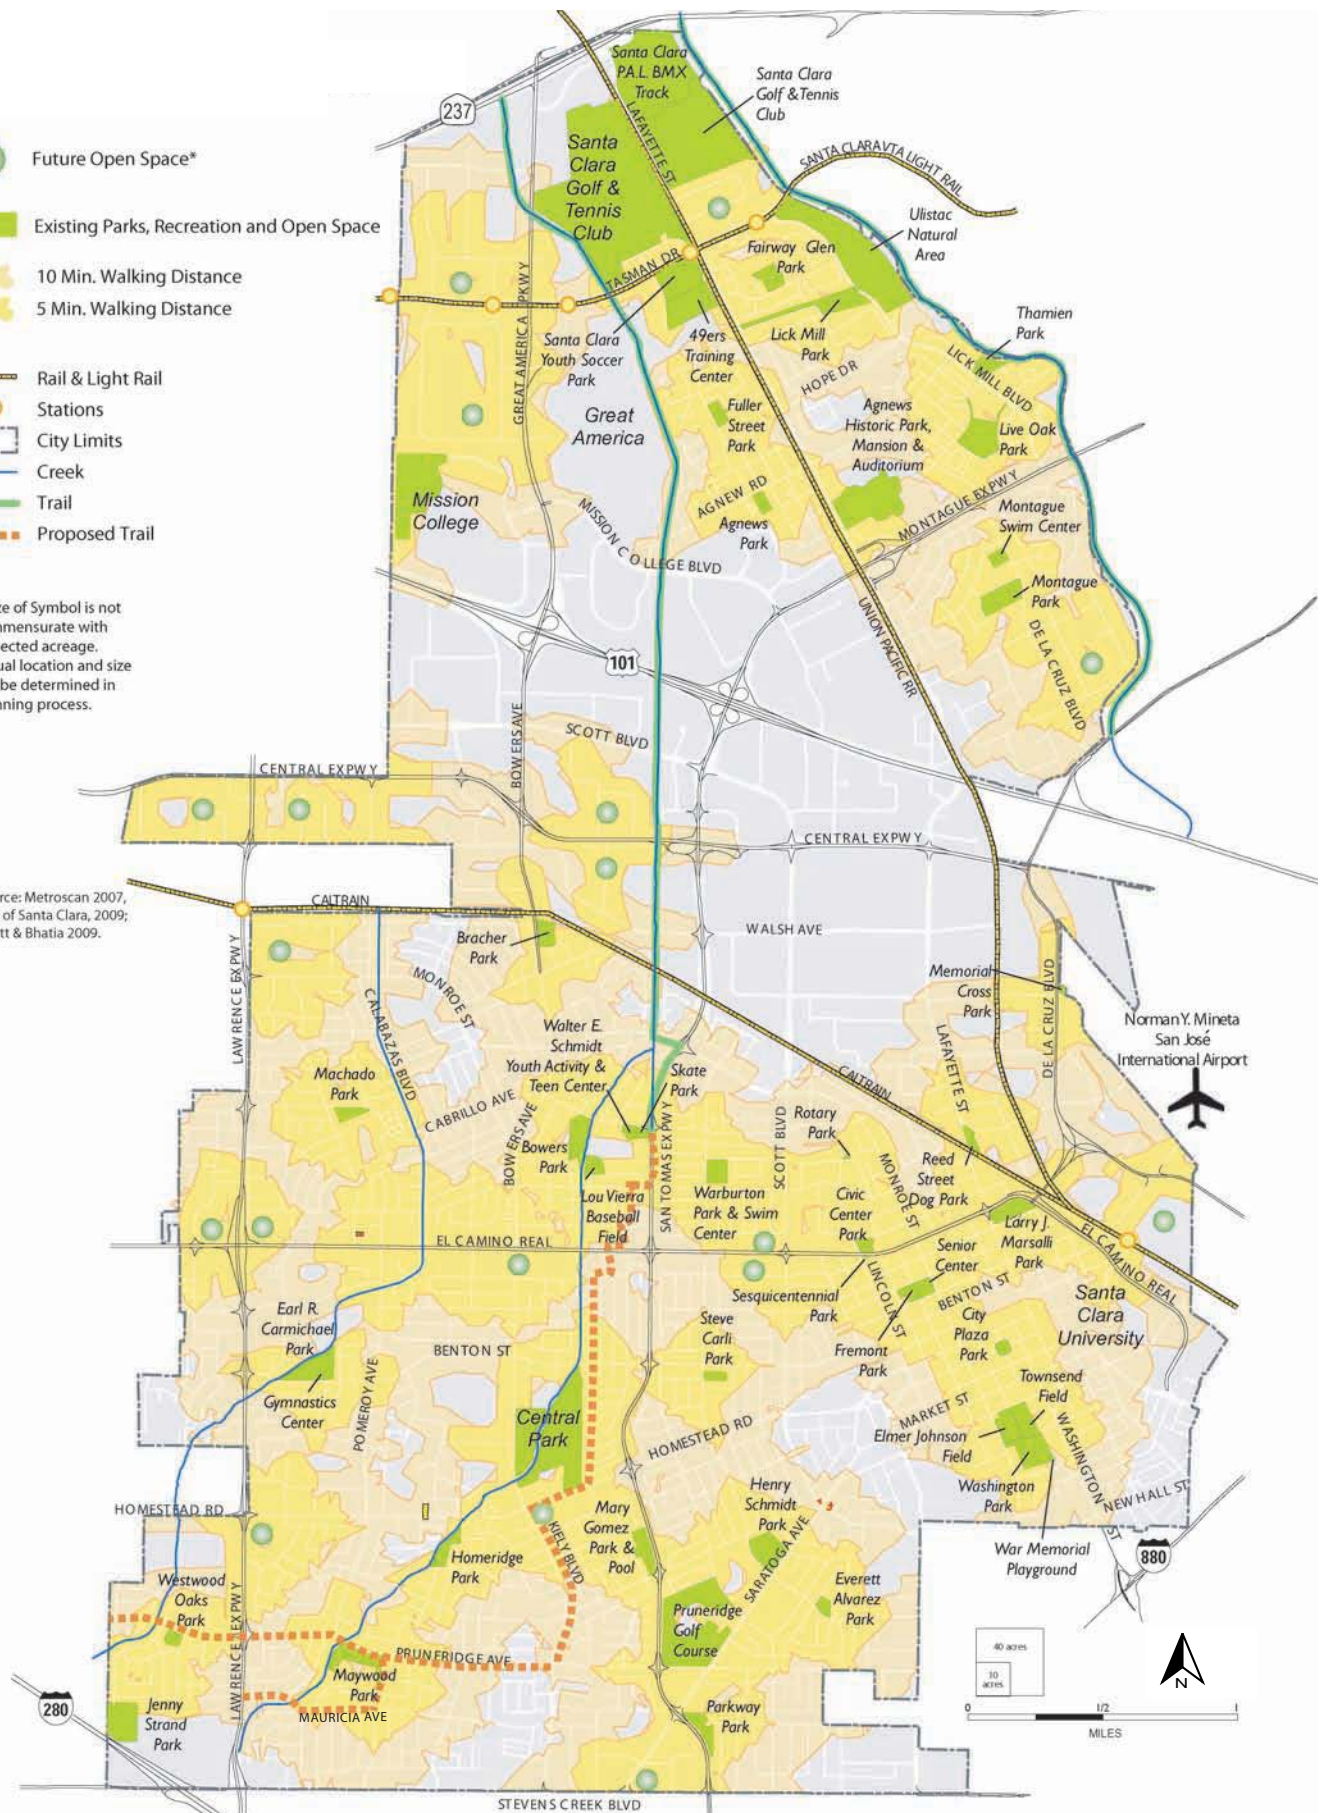 Future Open Space*
Existing Parks, Recreation and Open Space
10 Min. Walking Distance
5 Min. Walking Distance
Rail & Light Rail
Stations
City Limits
Creek
Trail
Proposed Trail
ze of Symbol is not
mmensurate with
ected acreage.
ual location and size
be determined in
nning process.
rce: Metroscan 2007,
of Santa Clara, 2009;
tt & Bhatia 2009.
237
Santa Clara
P.A.L. BMX
Track
Santa Clara
Golf & Tennis
Club
LAFAYETTE ST
Santa
Clara
Golf &
Tennis
Club
SANTA CLARA VTA LIGHT RAIL
Ulistac
Natural
Area
Fairway Glen
Park
TASMAN DR
GREAT AMERICA PKWY
Santa Clara
Youth Soccer
Park
49ers
Training
Center
Lick Mill
Park
Thamien
Park
LICK MILL BLVD
HOPE DR
Great
America
Fuller
Street
Park
Agnews
Historic Park,
Mansion &
Auditorium
Live Oak
Park
Mission
College
AGNEW RD
Agnews
Park
MONTAGUE EXPWY
Montague
Swim Center
MISSION COLLEGE BLVD
Montague
Park
UNION PACIFIC RR
DE LA CRUZ BLVD
101
BOWERS AVE
SCOTT BLVD
CENTRAL EXPWY
CENTRAL EXPWY
CALTRAIN
WALSH AVE
Bracher
Park
LAWRENCE EXPWY
MONROE ST
CALABAZAS BLVD
Memorial
Cross
Park
DE LA CRUZ BLVD
Norman Y. Mineta
San José
International Airport
Walter E.
Schmidt
Youth Activity &
Teen Center
Skate
Park
LAFAYETTE ST
CALTRAIN
Machado
Park
CABRILLO AVE
BOWERS AVE
Bowers
Park
SAN TOMAS EXPWY
SCOTT BLVD
Rotary
Park
MONROE ST
Reed
Street
Dog Park
Lou Vierra
Baseball
Field
Warburton
Park & Swim
Center
Civic
Center
Park
Larry J.
Marsalli
Park
EL CAMINO REAL
EL CAMINO REAL
Senior
Center
LINCOLN ST
Sesquicentennial
Park
BENTON ST
Santa
Clara
University
City
Plaza
Park
Earl R.
Carmichael
Park
Steve
Carli
Park
Fremont
Park
BENTON ST
Gymnastics
Center
POMEROY AVE
Townsend
Field
MARKET ST
Central
Park
HOMESTEAD RD
Elmer Johnson
Field
WASHINGTON ST
Washington
Park
NEWHALL ST
Henry
Schmidt
Park
HOMESTEAD RD
Mary
Gomez
Park &
Pool
KIELY BLVD
SARATOGA AVE
War Memorial
Playground
880
Homeridge
Park
Westwood
Oaks
Park
Everett
Alvarez
Park
Pruneridge
Golf
Course
LAWRENCE EXPWY
PRUNERIDGE AVE
Maywood
Park
MAURICIA AVE
280
Jenny
Strand
Park
Parkway
Park
STEVENS CREEK BLVD
40 acres
10
acres
N
0 1/2 1
MILES